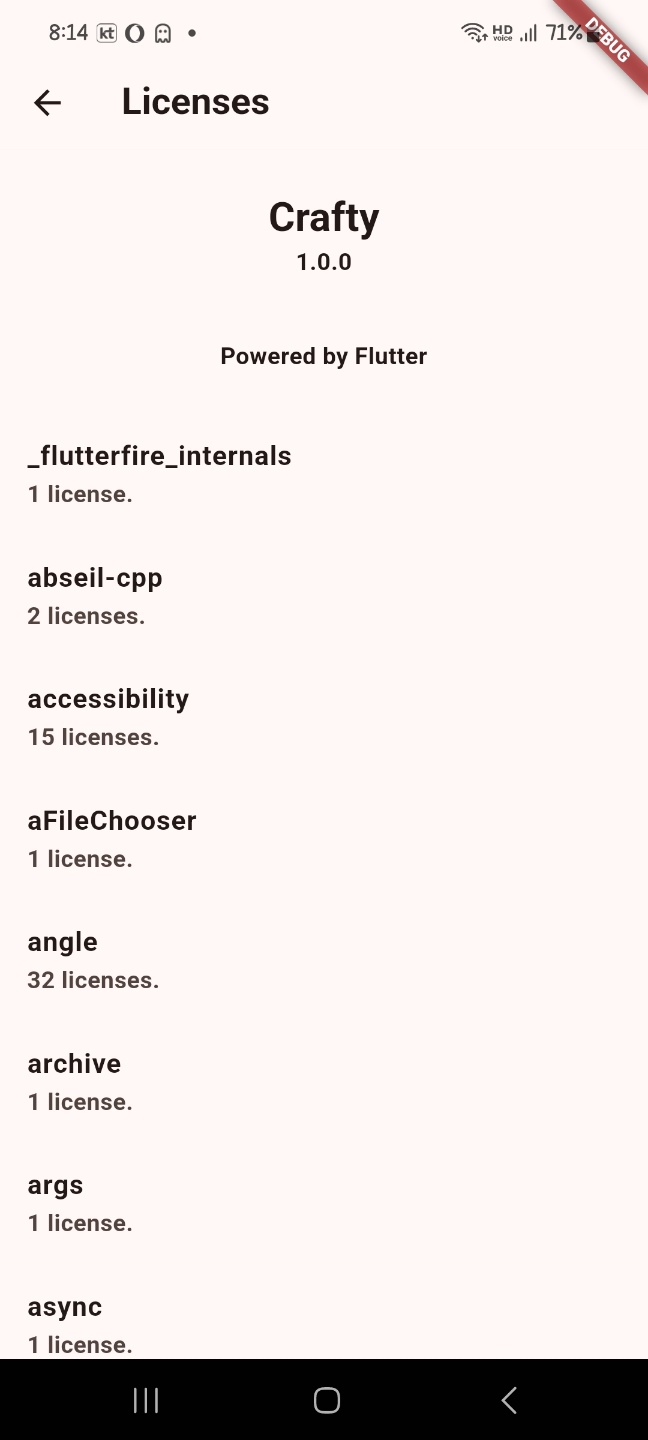 8:14 kt HD voice 71%
DEBUG
Licenses
Crafty
1.0.0
Powered by Flutter
_flutterfire_internals
1 license.
abseil-cpp
2 licenses.
accessibility
15 licenses.
aFileChooser
1 license.
angle
32 licenses.
archive
1 license.
args
1 license.
async
1 license.